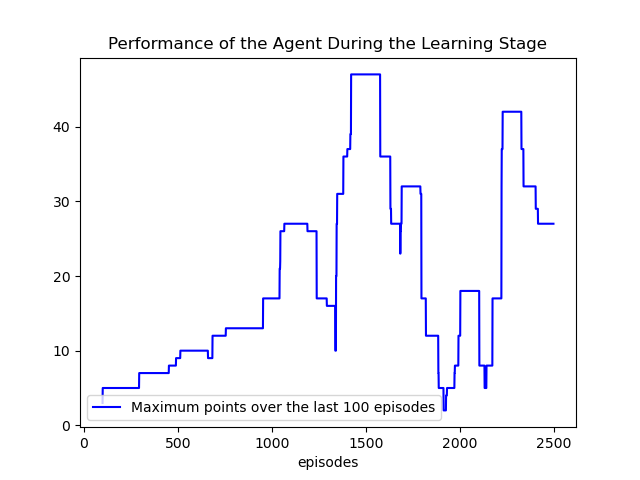 Performance of the Agent During the Learning Stage
40
30
20
10
0
Maximum points over the last 100 episodes
0 500 1000 1500 2000 2500
episodes